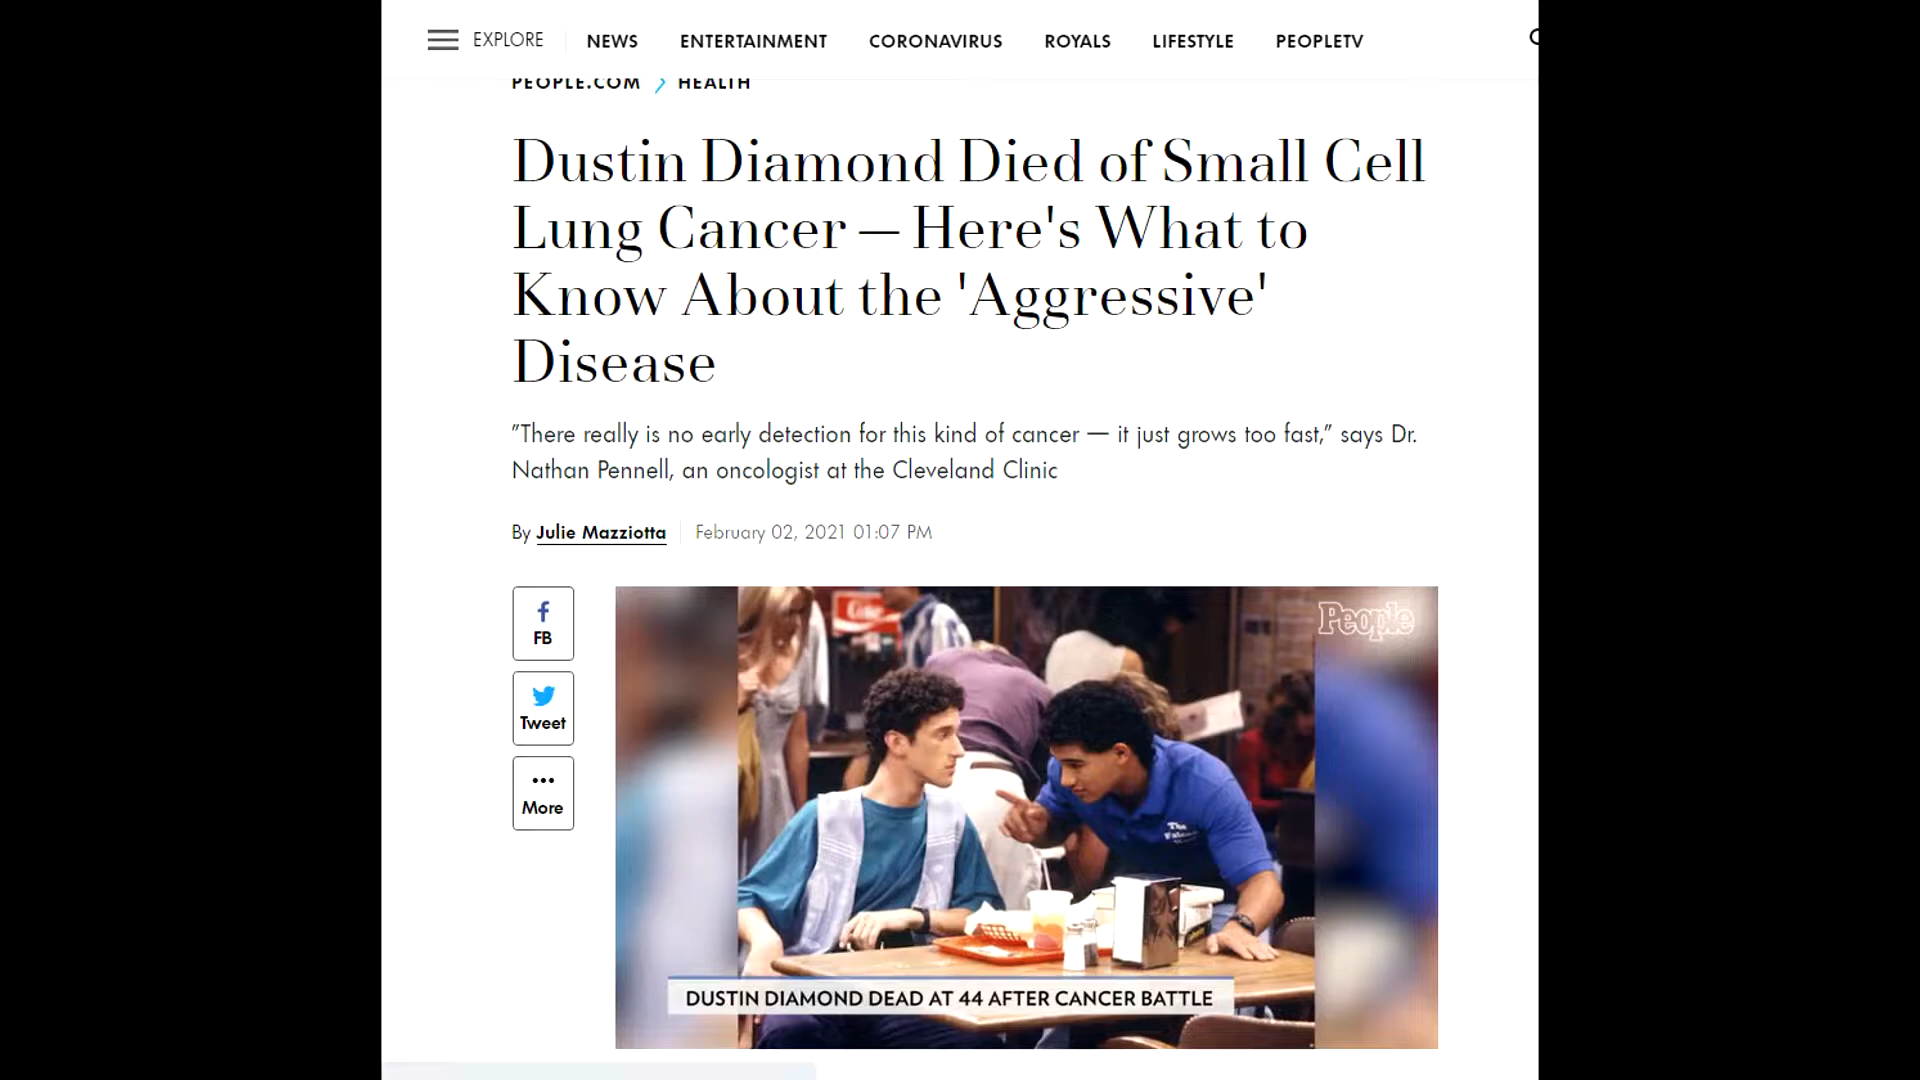 EXPLORE NEWS ENTERTAINMENT CORONAVIRUS ROYALS LIFESTYLE PEOPLETV
PEOPLE.COM HEALTH
Dustin Diamond Died of Small Cell
Lung Cancer — Here's What to
Know About the 'Aggressive'
Disease
"There really is no early detection for this kind of cancer — it just grows too fast," says Dr.
Nathan Pennell, an oncologist at the Cleveland Clinic
By Julie Mazziotta February 02, 2021 01:07 PM
FB
Tweet
More
People
Coke
The
DUSTIN DIAMOND DEAD AT 44 AFTER CANCER BATTLE